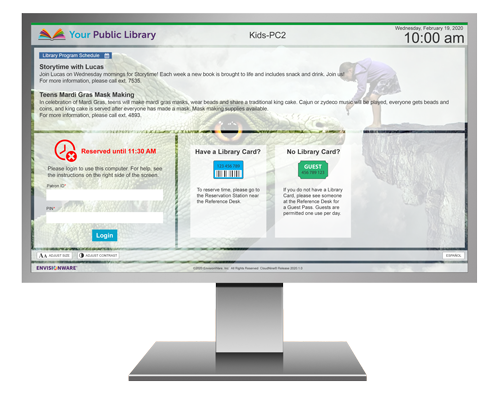 Your Public Library
Kids-PC2
Wednesday, February 19, 2020
10:00 am
Library Program Schedule
Storytime with Lucas
Join Lucas on Wednesday mornings for Storytime! Each week a new book is brought to life and includes snack and drink. Join us!
For more information, please call ext. 7536.
Teens Mardi Gras Mask Making
In celebration of Mardi Gras, teens will make mardi gras masks, wear beads and share a traditional king cake. Cajun or zydeco music will be played, everyone gets beads and
coins, and king cake is served after everyone has made a mask. Mask making supplies available.
For more information, please call ext. 4893.
Reserved until 11:30 AM
Please login to use this computer. For help, see
the instructions on the right side of the screen.
Patron ID*
PIN*
Login
Have a Library Card?
To reserve time, please go
to the Reservation Station near
the Reference Desk.
No Library Card?
GUEST
If you do not have a Library
Card, please see someone
at the Reference Desk for
a Guest Pass. Guests are
permitted one use per day.
AA ADJUST SIZE
ADJUST CONTRAST
ESPAÑOL
ENVISIONWARE